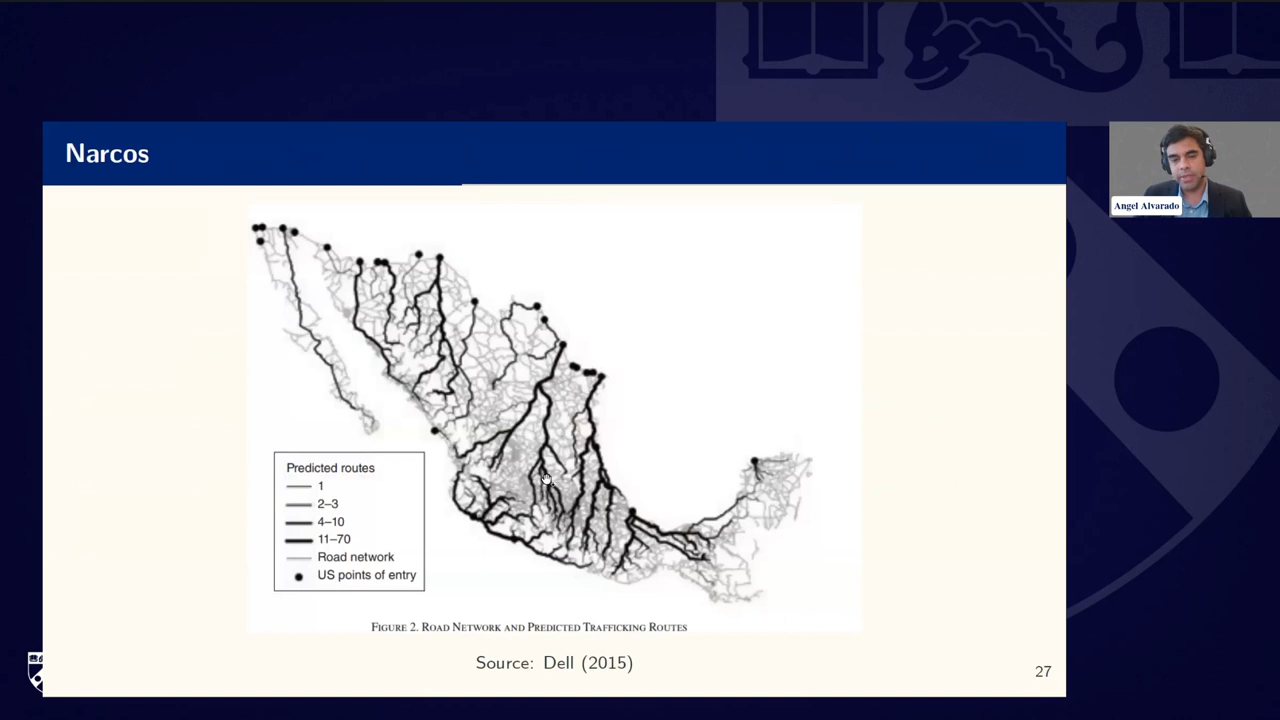 Narcos
Angel Alvarado
Predicted routes
1
2–3
4–10
11–70
Road network
US points of entry
FIGURE 2. ROAD NETWORK AND PREDICTED TRAFFICKING ROUTES
Source: Dell (2015)
27